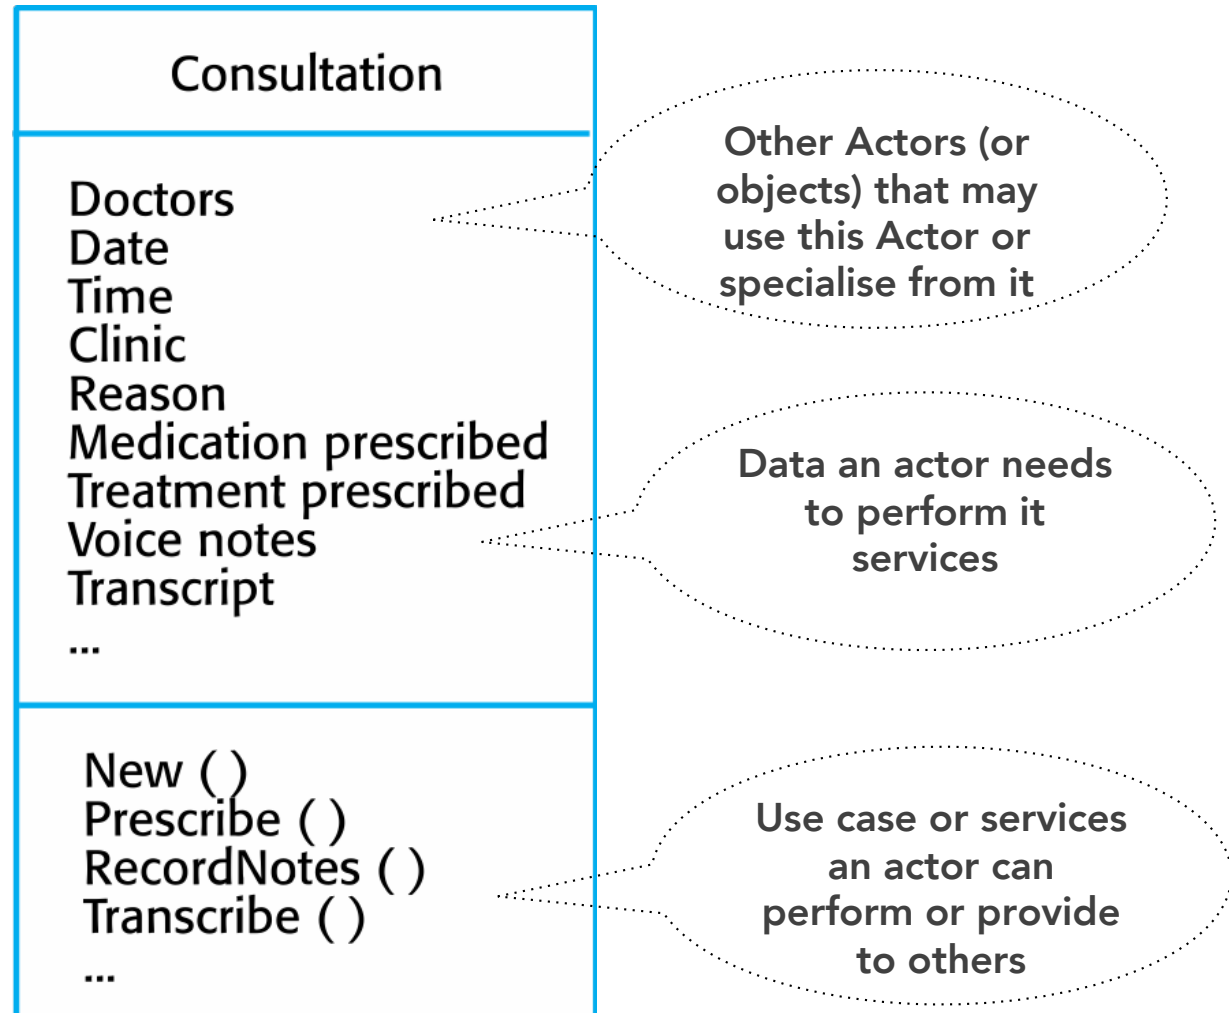 Consultation
Doctors
Date
Time
Clinic
Reason
Medication prescribed
Treatment prescribed
Voice notes
Transcript
...
New ( )
Prescribe ( )
RecordNotes ( )
Transcribe ( )
...
Other Actors (or
objects) that may
use this Actor or
specialise from it
Data an actor needs
to perform it
services
Use case or services
an actor can
perform or provide
to others